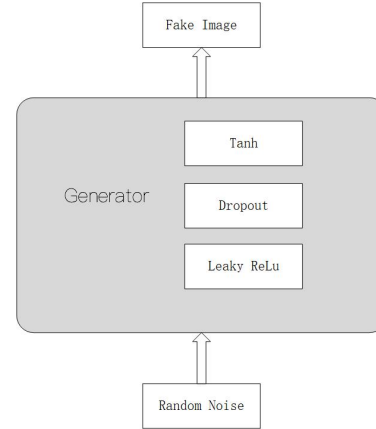 Fake Image
Tanh
Generator
Dropout
Leaky ReLu
Random Noise